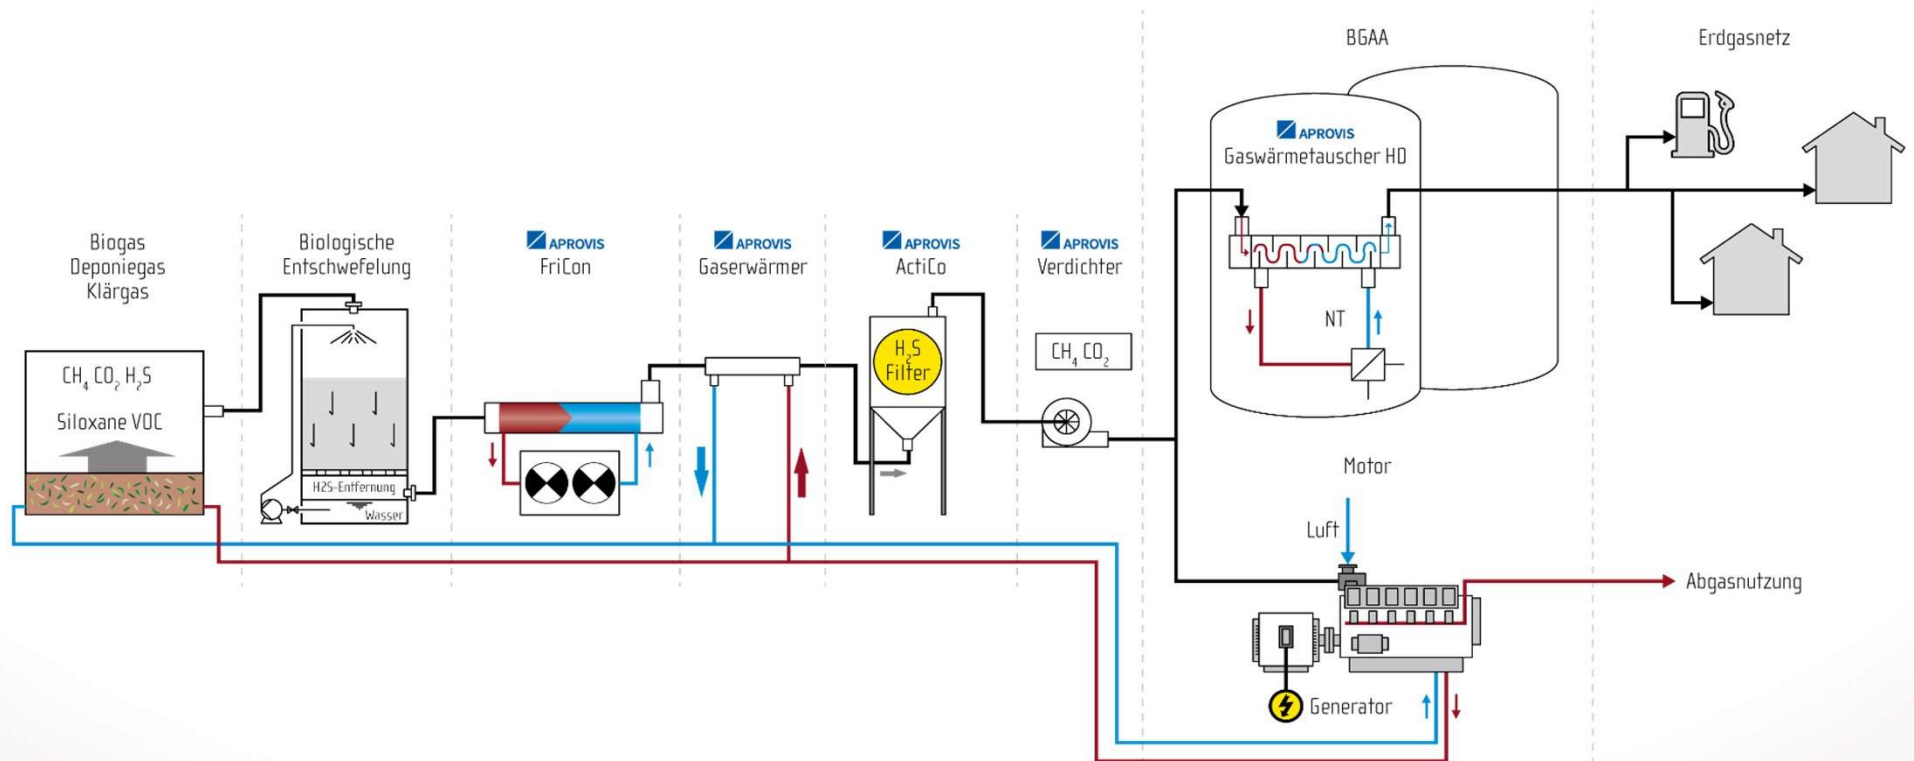 Biogas
Deponiegas
Klärgas
CH₄ CO₂ H₂S
Siloxane VOC
Biologische
Entschwefelung
H2S-Entfernung
Wasser
APROVIS
FriCon
APROVIS
Gaserwärmer
APROVIS
ActiCo
H₂S
Filter
APROVIS
Verdichter
CH₄ CO₂
BGAA
APROVIS
Gaswärmetauscher HD
NT
Motor
Luft
Generator
Erdgasnetz
Abgasnutzung